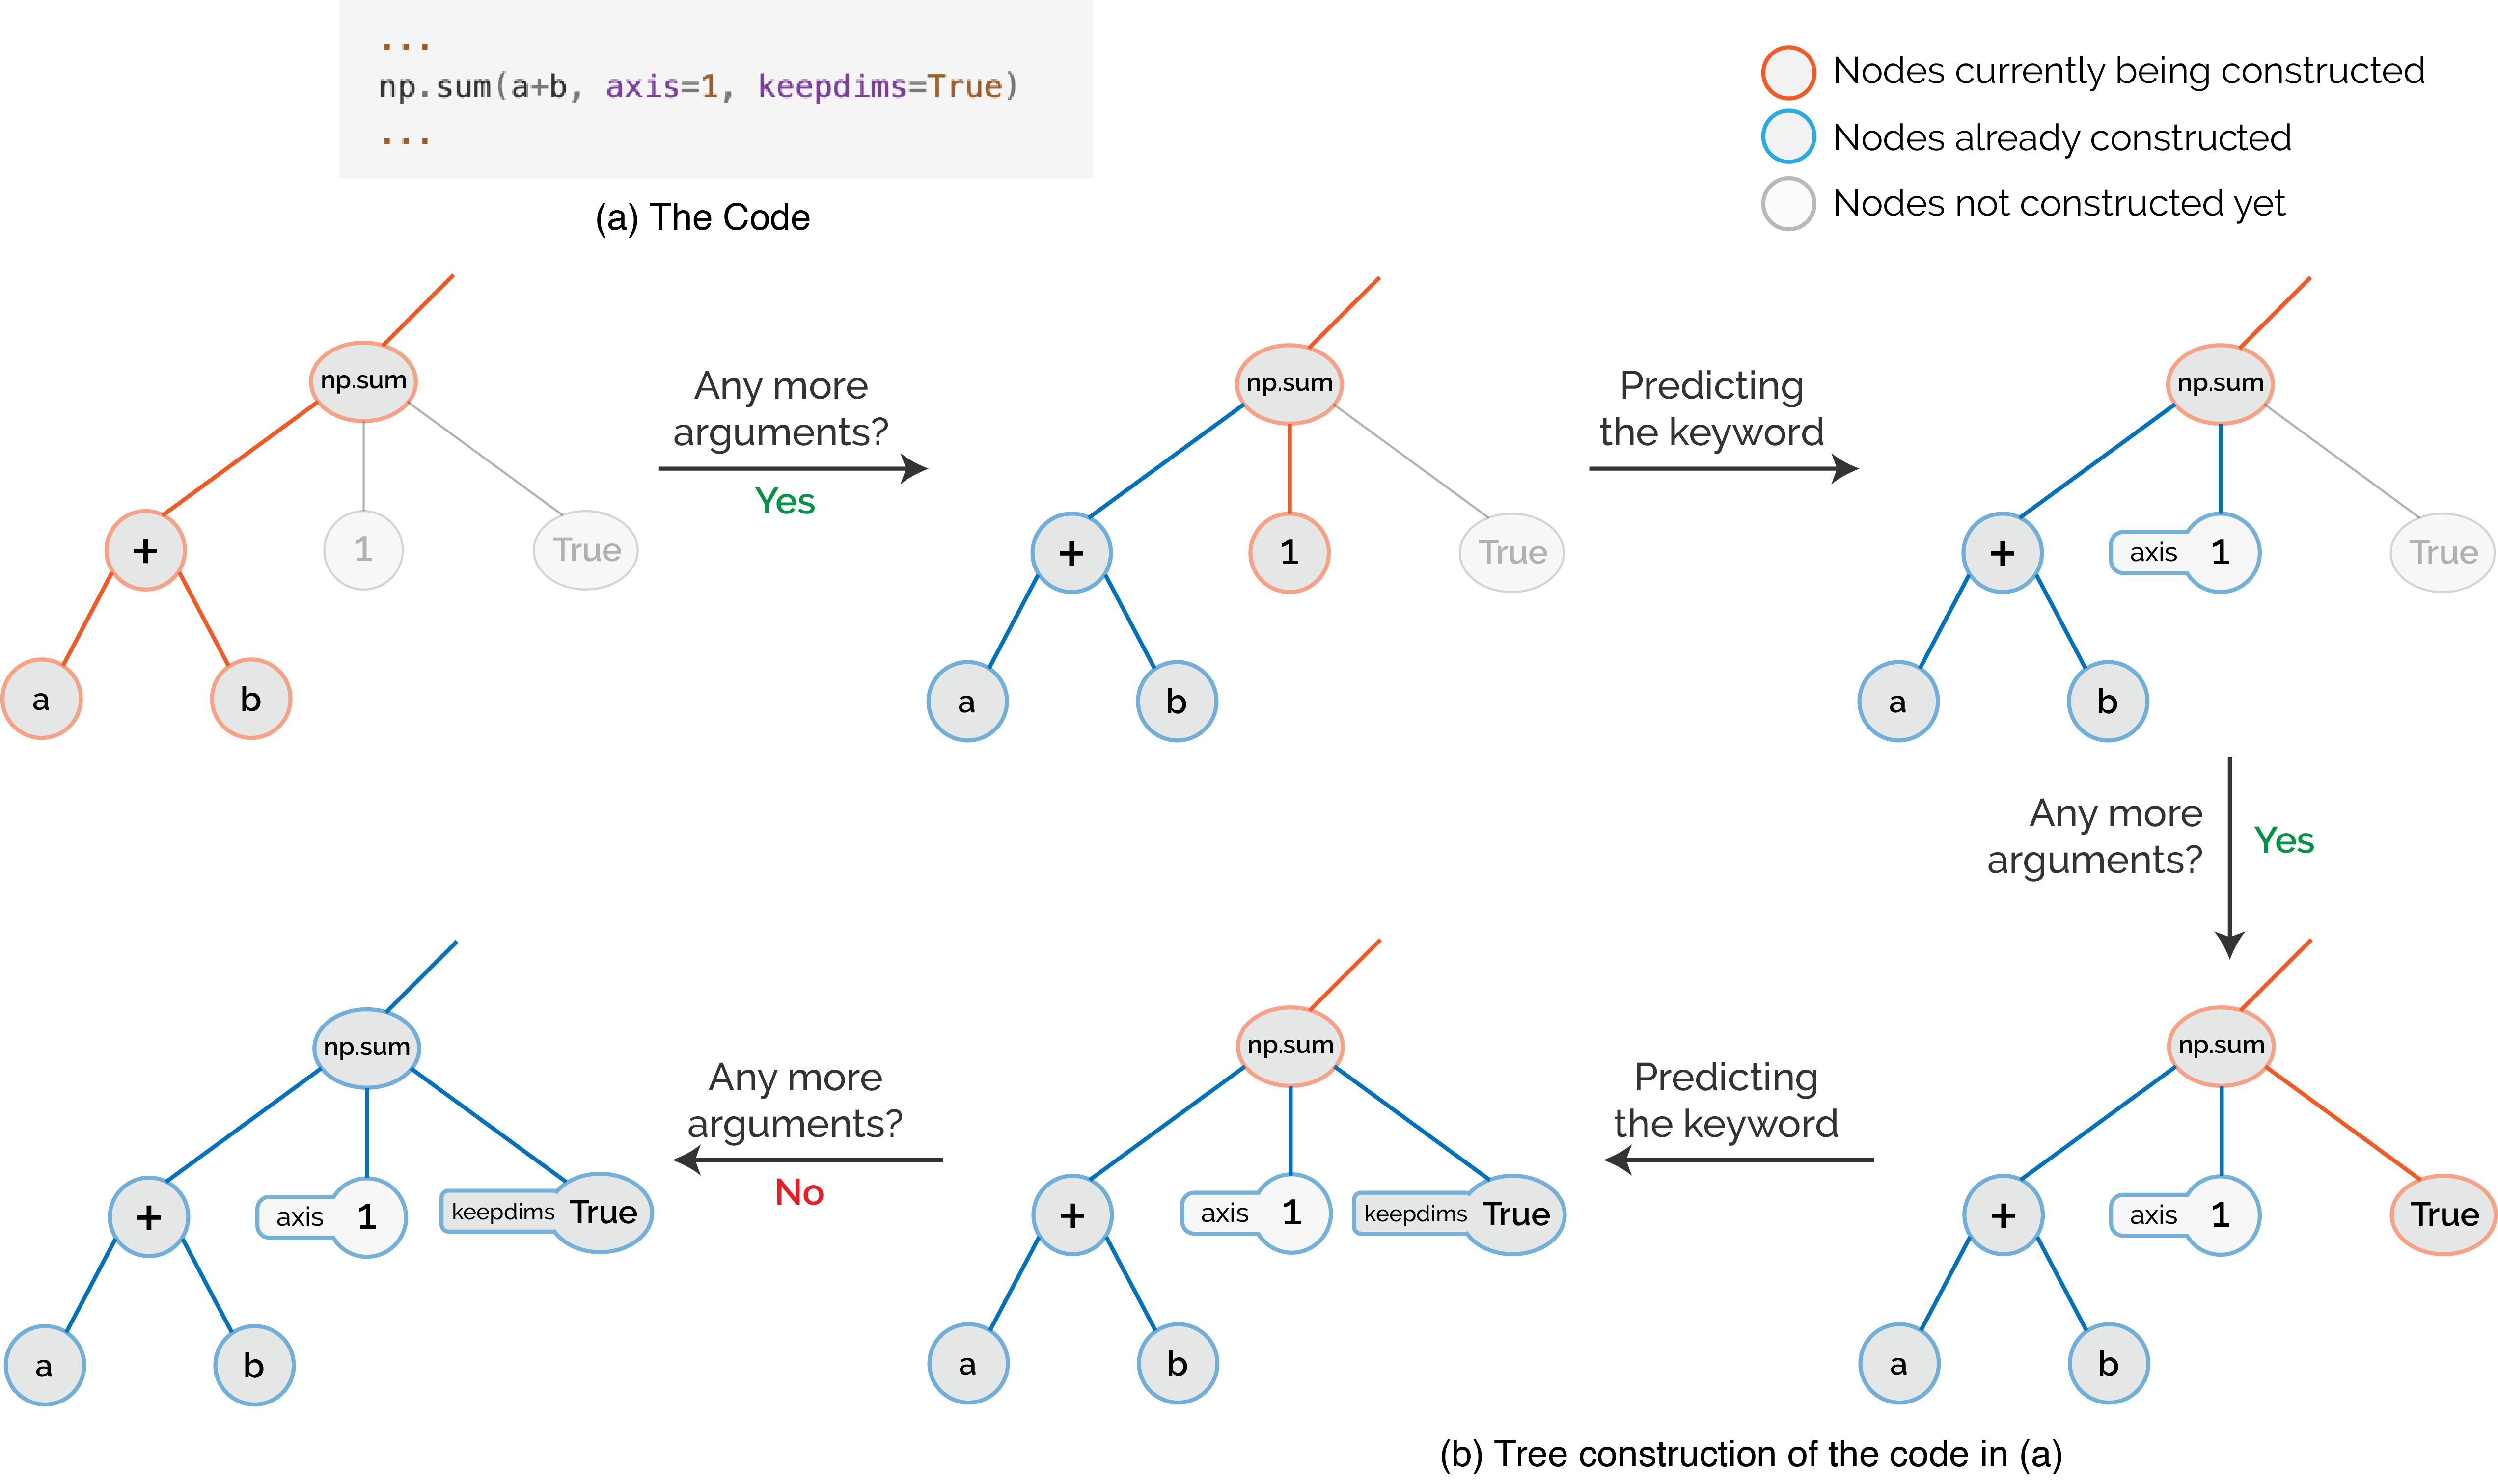 ...
np.sum(a+b, axis=1, keepdims=True)
...
(a) The Code
Nodes currently being constructed
Nodes already constructed
Nodes not constructed yet
np.sum
+
1
True
a
b
Any more
arguments?
Yes
np.sum
+
1
True
a
b
Predicting
the keyword
np.sum
+
axis 1
True
a
b
Any more
arguments?
Yes
np.sum
+
axis 1
True
a
b
Predicting
the keyword
np.sum
+
axis 1
keepdims True
a
b
Any more
arguments?
No
np.sum
+
axis 1
keepdims True
a
b
(b) Tree construction of the code in (a)